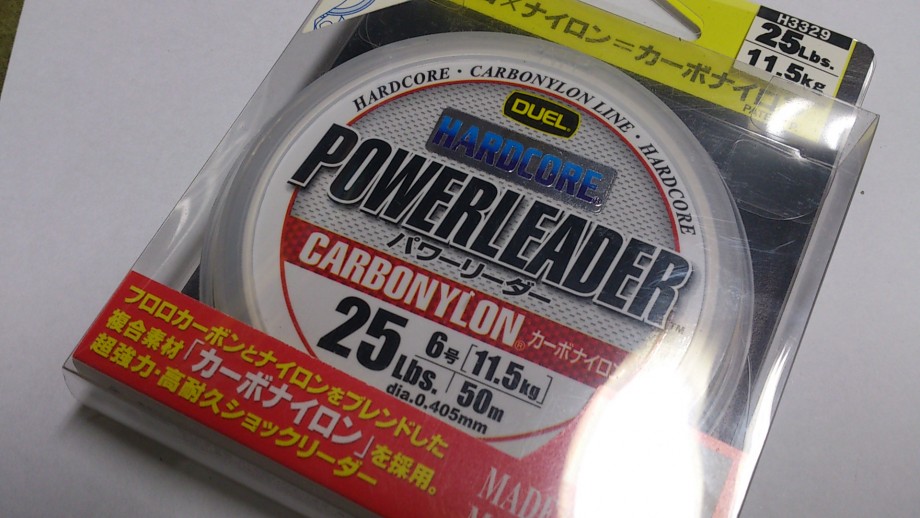 ×ナイロン=カーボナイロン
H3329
25Lbs.
11.5kg
HARDCORE・CARBONYLON LINE・HARDCORE
DUEL
HARDCORE
POWERLEADER™
パワーリーダー
CARBONYLON®カーボナイロン
25Lbs.
6号[11.5kg]
50m
dia.0.405mm
フロロカーボンとナイロンをブレンドした
複合素材「カーボナイロン」を採用。
超強力・高耐久ショックリーダー
MADE